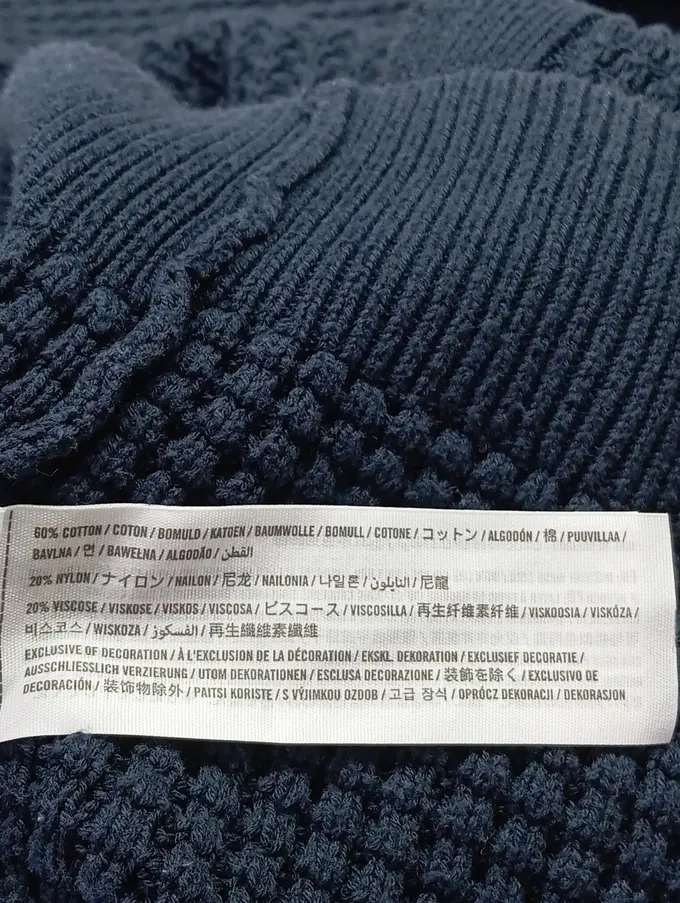 60% COTTON / COTON / BOMULD / KATOEN / BAUMWOLLE / BOMULL / COTONE / コットン / ALGODÓN / 棉 / PUUVILLAA /
BAVLNA / 면 / BAWEŁNA / ALGODÃO / القطن
20% NYLON / ナイロン / NAILON / 尼龙 / NAILONIA / 나일론 / النايلون / 尼龍
20% VISCOSE / VISKOSE / VISKOS / VISCOSA / ビスコース / VISCOSILLA / 再生纤维素纤维 / VISKOOSIA / VISKÓZA /
비스코스 / WISKOZA / الفسكوز / 再生纖維素纖維
EXCLUSIVE OF DECORATION / À L'EXCLUSION DE LA DÉCORATION / EKSKL. DEKORATION / EXCLUSIEF DECORATIE /
AUSSCHLIESSLICH VERZIERUNG / UTOM DEKORATIONEN / ESCLUSA DECORAZIONE / 装飾を除く / EXCLUSIVO DE
DECORACIÓN / 装饰物除外 / PAITSI KORISTE / S VÝJIMKOU OZDOB / 고급 장식 / OPRÓCZ DEKORACJI / DEKORASJON